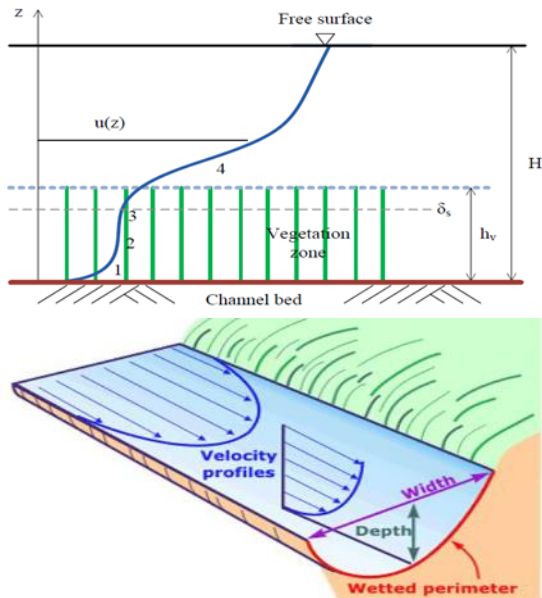 z
Free surface
u(z)
H
4
3
δs
2
Vegetation
zone
hv
1
Channel bed
Velocity
profiles
Width
Depth
Wetted perimeter